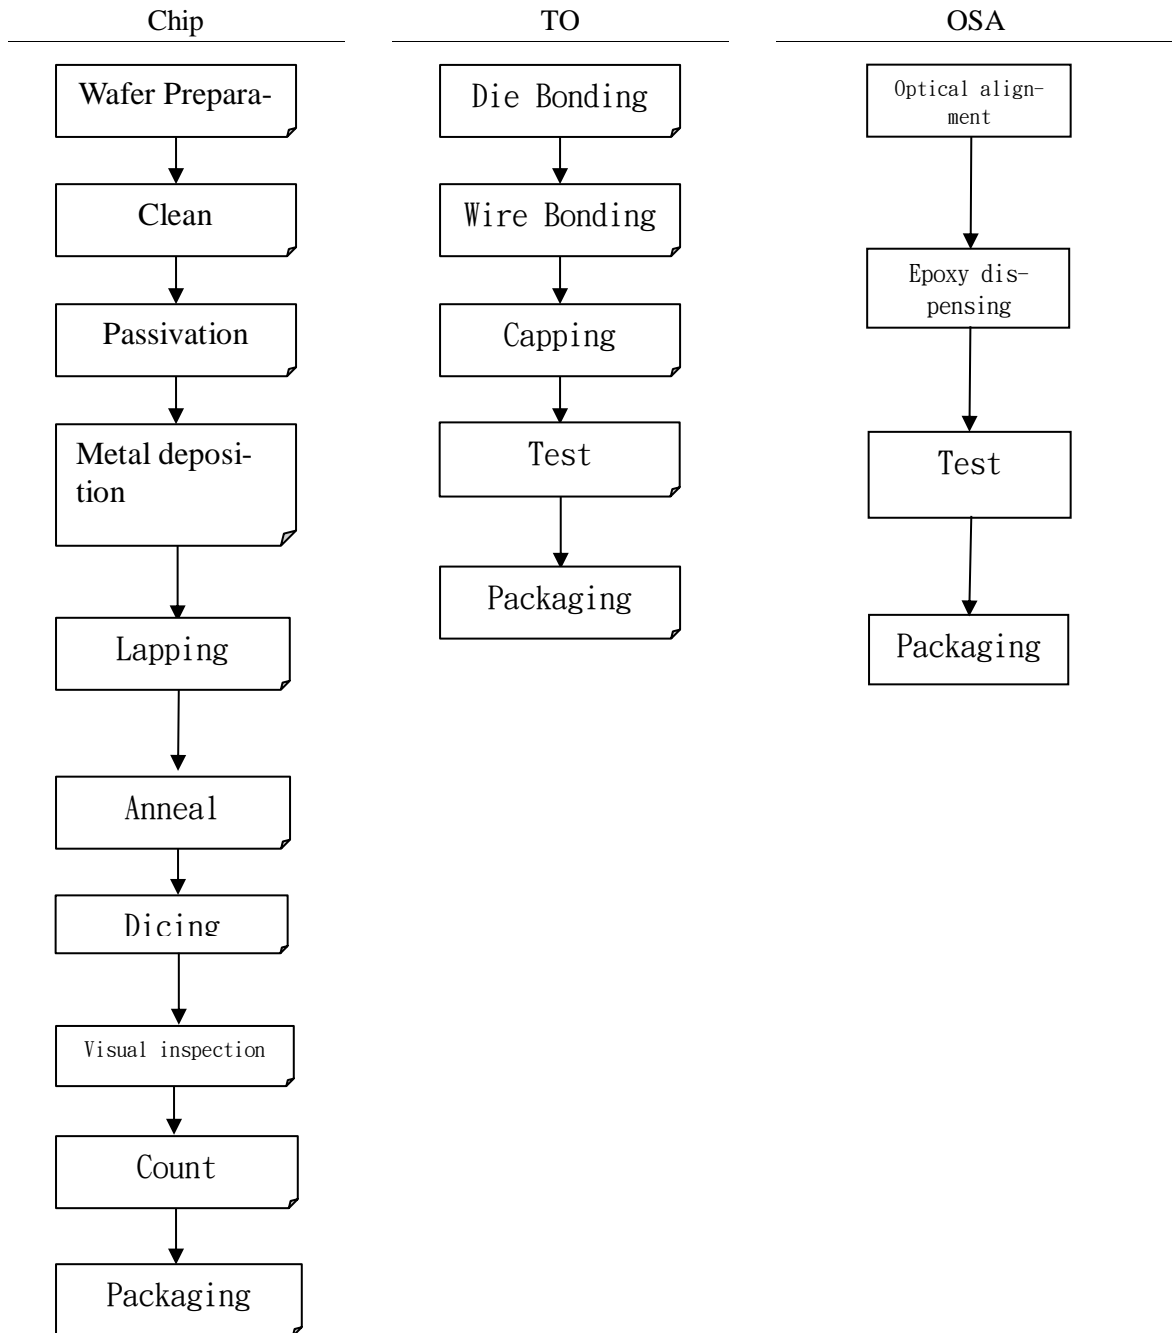 Chip
Wafer Prepara-
Clean
Passivation
Metal deposi-
tion
Lapping
Anneal
Dicing
Visual inspection
Count
Packaging
TO
Die Bonding
Wire Bonding
Capping
Test
Packaging
OSA
Optical align-
ment
Epoxy dis-
pensing
Test
Packaging